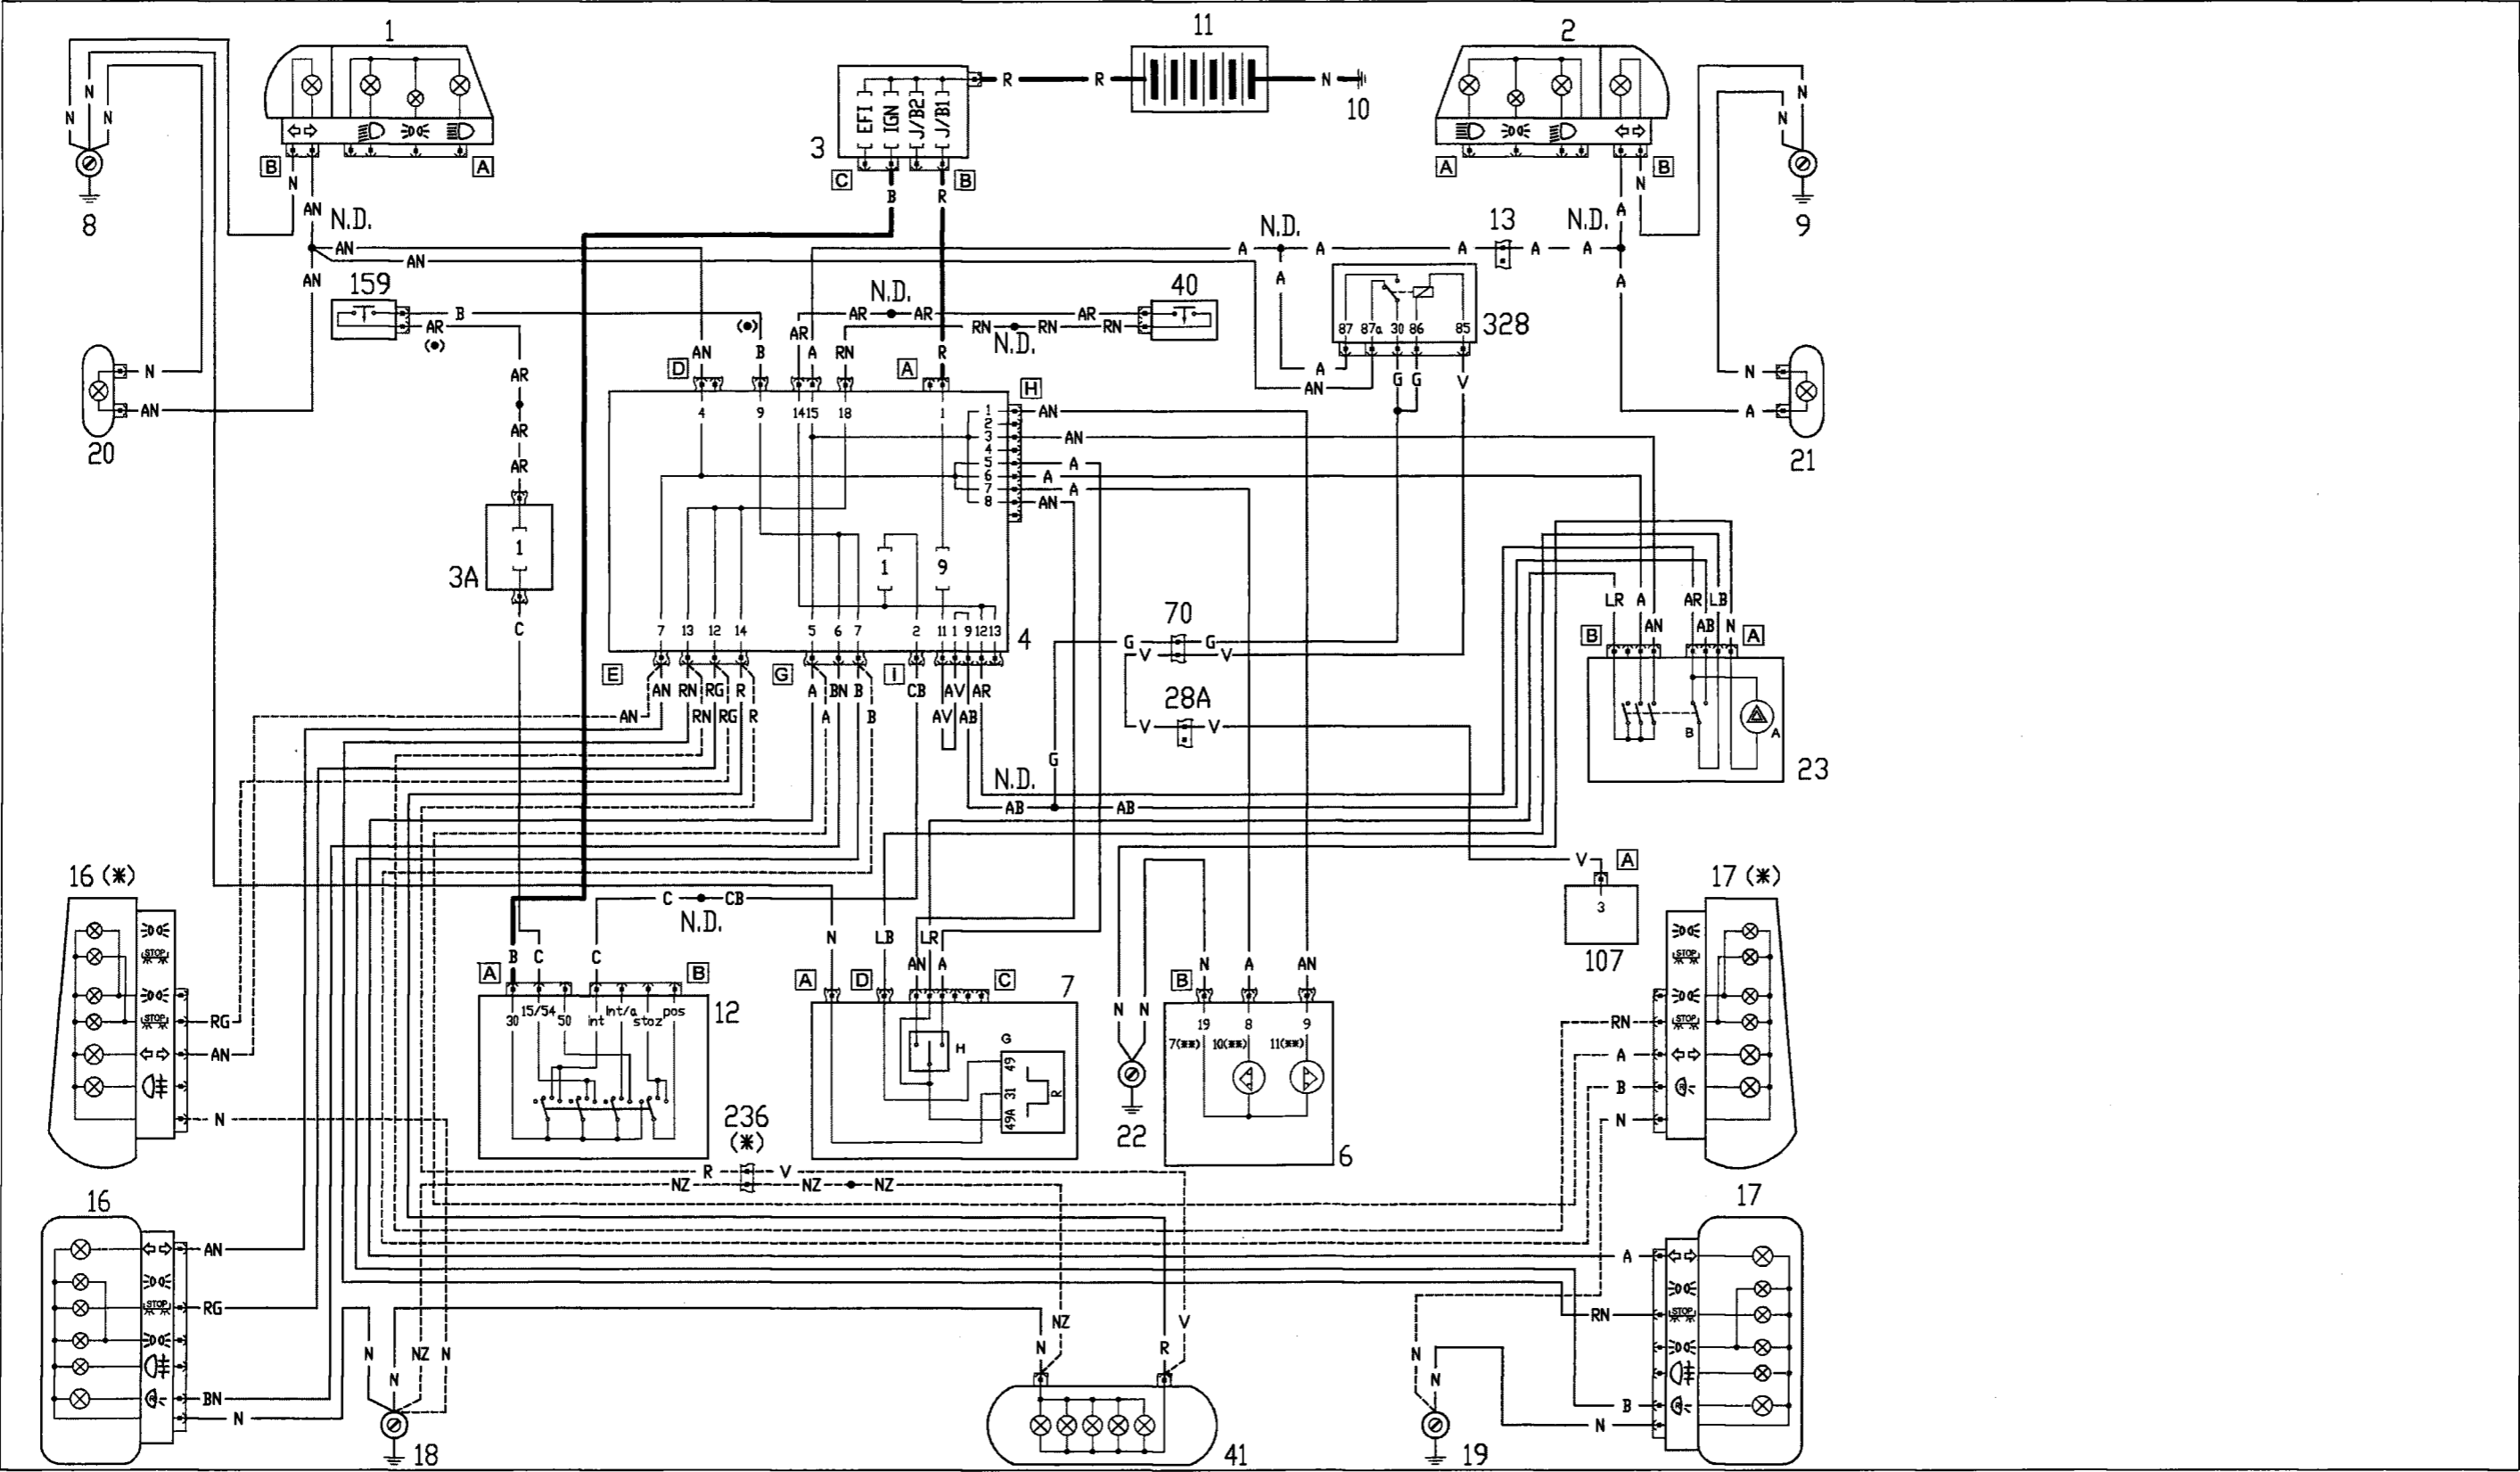 1
11
2
R R N
10
EFI
IGN
J/B2
J/B1
3
N N N
N N
B A
A B
C B
N
N
8
9
B R
AN
N.D.
A
AN
AN
AN
N.D.
13
N.D.
A A A A A
A
A
159
40
328
B
AR
(•)
(•)
N.D.
AR AR AR
AR
RN RN RN
N.D.
87 87a 30 86 85
A
AN
G G V
AN B A RN R
D A H
N
AN
20
N
A
21
AR
AR
AR
3A
1
C
4 9 14 15 18 1
1
2
3
4
5
6
7
8
AN
AN
A
A
A
AN
1 9
7 13 12 14 5 6 7 2 11 1 9 12 13
4
E G I
AN RN RG R A BN B CB AV AR
AN RN RG R A B AV AB
70
G G
V V
28A
V V
G
N.D.
AB AB
LR A AN AR AB LB N
B A
B A
23
16 (*)
17 (*)
V A
3
107
C CB
N.D.
B C C
A B
30 15/54 50 int int/a stoz pos
12
N LB LR
AN A
A D C
7
H
G
49
31
49A
R
N A AN
B
19 8 9
7(**) 10(**) 11(**)
6
N N
22
STOP
STOP
RG
AN
N
STOP
STOP
RN
A
B
N
236
(*)
R V
NZ NZ NZ
16
AN
STOP
RG
BN
N
R
N NZ N
N
18
NZ V
N R
41
17
A
STOP
RN
R
B
N
N
N
19